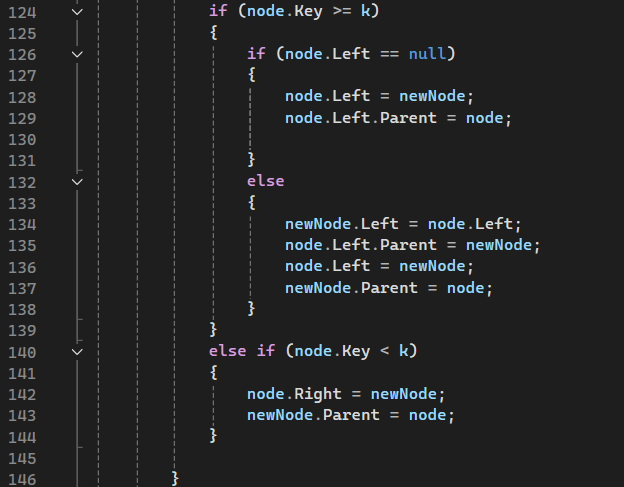 124 if (node.Key >= k)
125 {
126 if (node.Left == null)
127 {
128 node.Left = newNode;
129 node.Left.Parent = node;
130
131 }
132 else
133 {
134 newNode.Left = node.Left;
135 node.Left.Parent = newNode;
136 node.Left = newNode;
137 newNode.Parent = node;
138 }
139 }
140 else if (node.Key < k)
141 {
142 node.Right = newNode;
143 newNode.Parent = node;
144 }
145
146 }